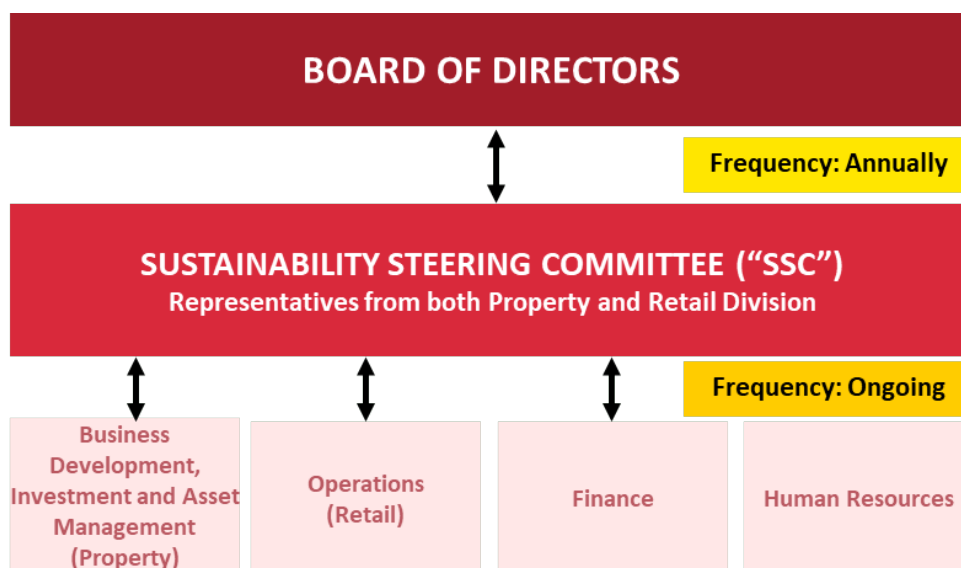 BOARD OF DIRECTORS
Frequency: Annually
SUSTAINABILITY STEERING COMMITTEE (“SSC”)
Representatives from both Property and Retail Division
Frequency: Ongoing
Business
Development,
Investment and Asset
Management
(Property)
Operations
(Retail)
Finance
Human Resources